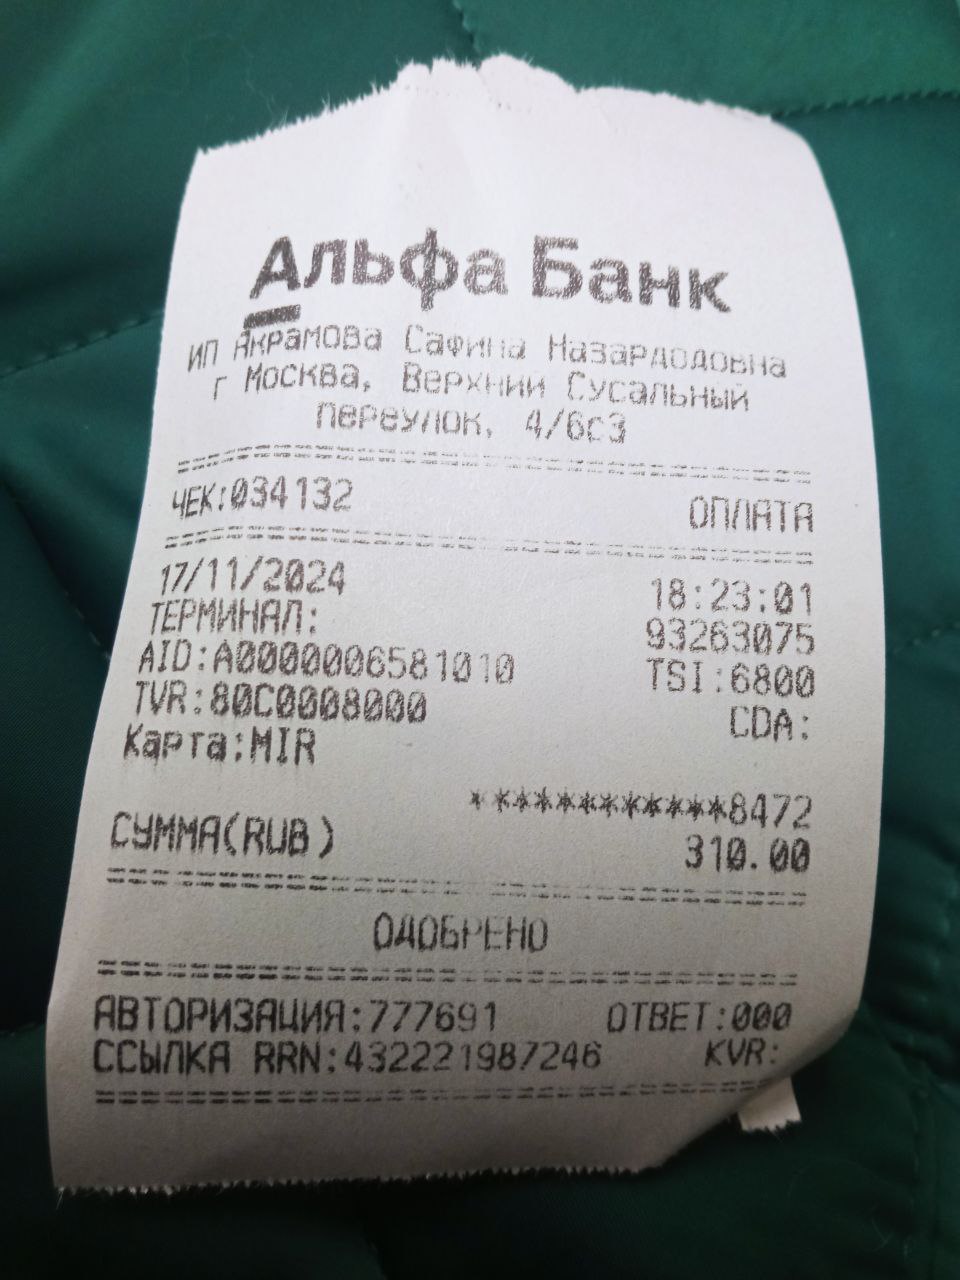 Альфа Банк
ИП Акрамова Сафина Назардодовна
г Москва, Верхний Сусальный
переулок, 4/6с3
ЧЕК:034132 ОПЛАТА
17/11/2024 18:23:01
ТЕРМИНАЛ: 93263075
AID:A0000006581010 TSI:6800
TVR:80C0008000 CDA:
Карта:MIR
************8472
СУММА(RUB) 310.00
ОДОБРЕНО
АВТОРИЗАЦИЯ:777691 ОТВЕТ:000
ССЫЛКА RRN:432221987246 KVR: